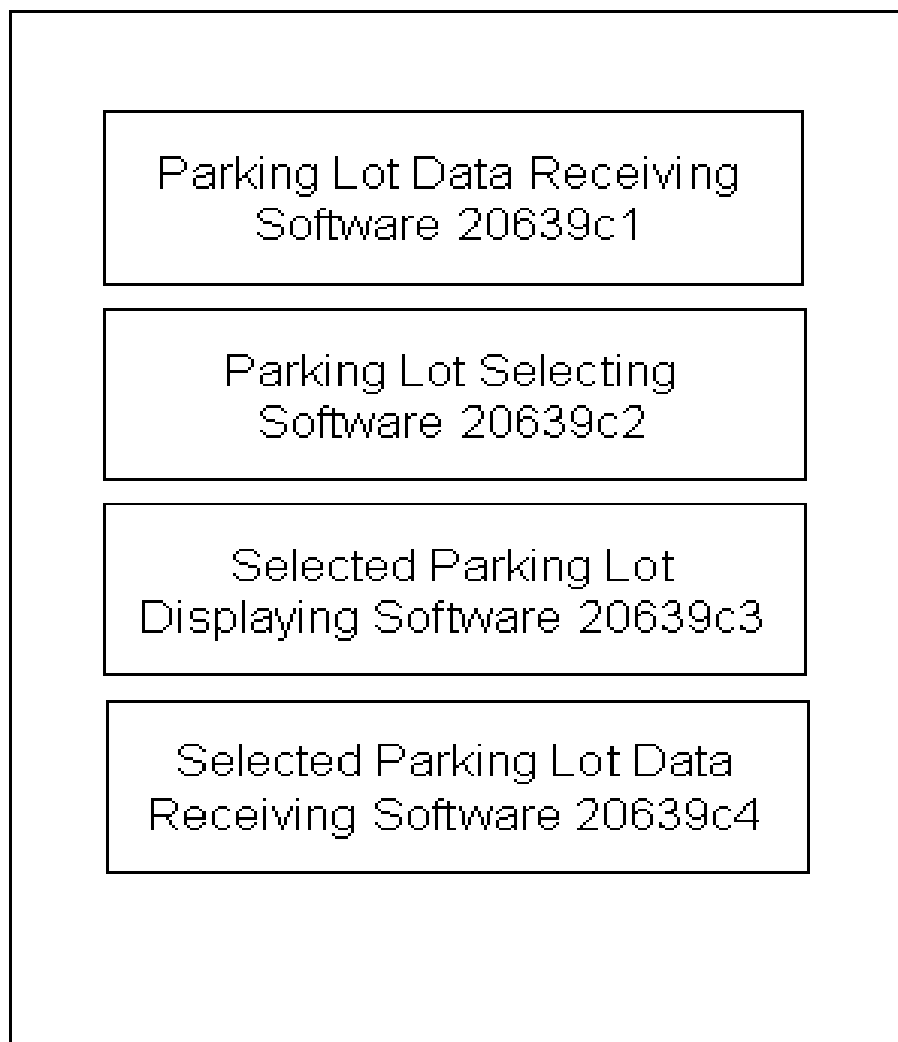 Parking Lot Data Receiving
Software 20639c1
Parking Lot Selecting
Software 20639c2
Selected Parking Lot
Displaying Software 20639c3
Selected Parking Lot Data
Receiving Software 20639c4